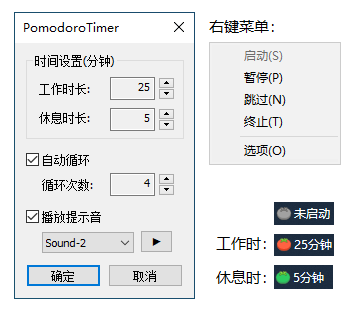 PomodoroTimer
时间设置(分钟)
工作时长: 25
休息时长: 5
自动循环
循环次数: 4
播放提示音
Sound-2
确定 取消
右键菜单：
启动(S)
暂停(P)
跳过(N)
终止(T)
选项(O)
未启动
工作时： 25分钟
休息时： 5分钟